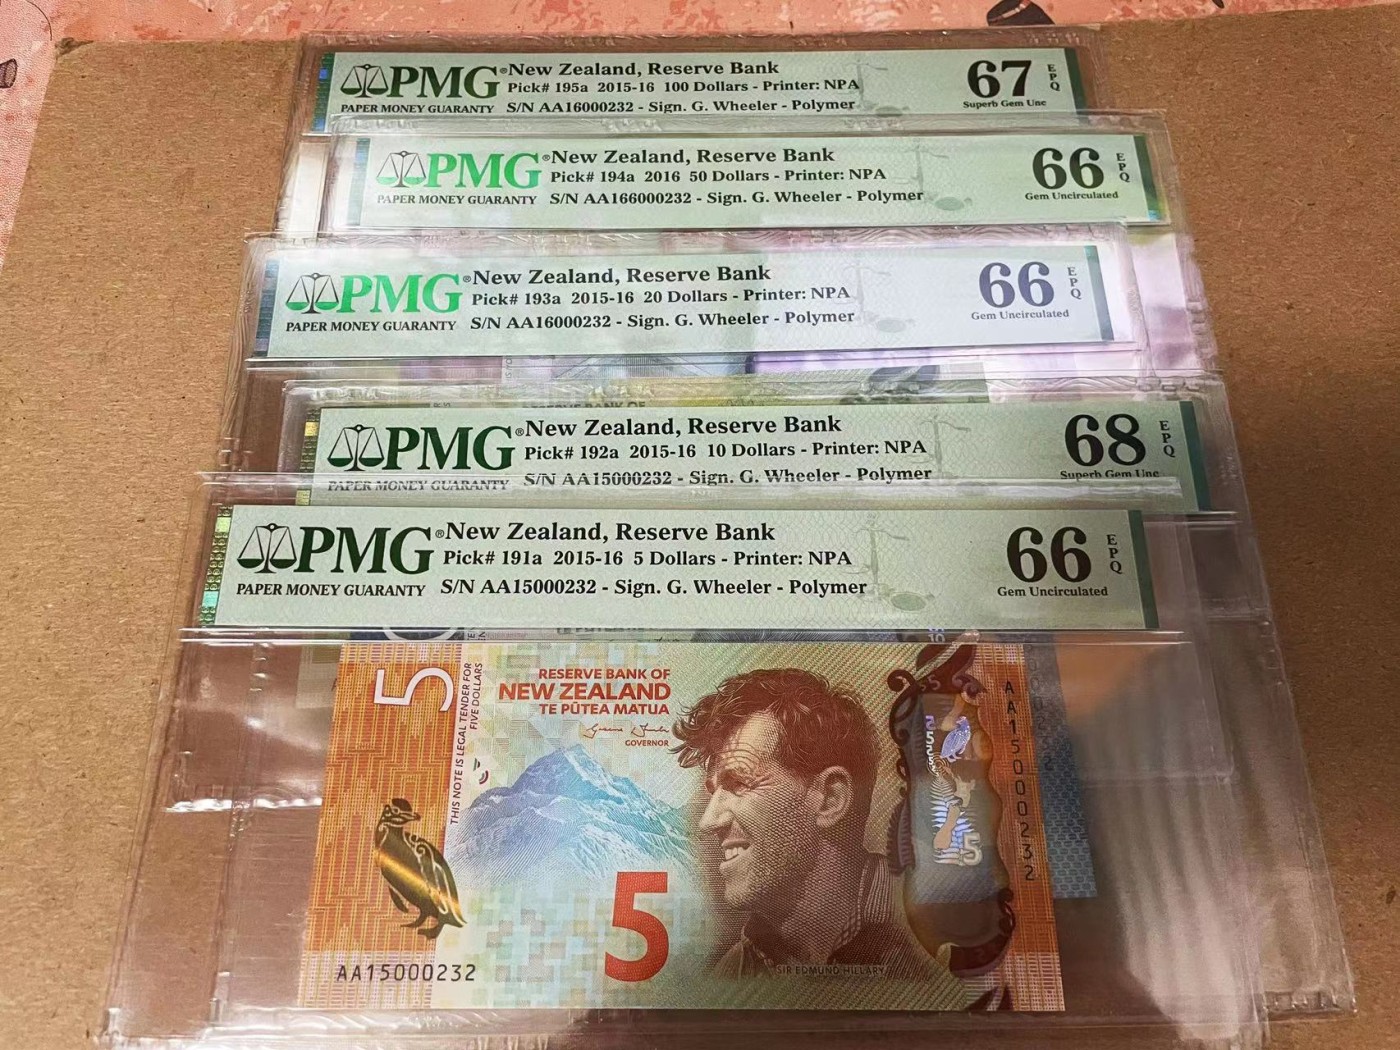 PMG® New Zealand, Reserve Bank
Pick# 195a 2015-16 100 Dollars - Printer: NPA
PAPER MONEY GUARANTY S/N AA16000232 - Sign. G. Wheeler - Polymer
67 EPQ
Superb Gem Unc
PMG® New Zealand, Reserve Bank
Pick# 194a 2016 50 Dollars - Printer: NPA
PAPER MONEY GUARANTY S/N AA166000232 - Sign. G. Wheeler - Polymer
66 EPQ
Gem Uncirculated
PMG® New Zealand, Reserve Bank
Pick# 193a 2015-16 20 Dollars - Printer: NPA
PAPER MONEY GUARANTY S/N AA16000232 - Sign. G. Wheeler - Polymer
66 EPQ
Gem Uncirculated
PMG® New Zealand, Reserve Bank
Pick# 192a 2015-16 10 Dollars - Printer: NPA
PAPER MONEY GUARANTY S/N AA15000232 - Sign. G. Wheeler - Polymer
68 EPQ
Superb Gem Unc
PMG® New Zealand, Reserve Bank
Pick# 191a 2015-16 5 Dollars - Printer: NPA
PAPER MONEY GUARANTY S/N AA15000232 - Sign. G. Wheeler - Polymer
66 EPQ
Gem Uncirculated
5
THIS NOTE IS LEGAL TENDER FOR
FIVE DOLLARS
RESERVE BANK OF
NEW ZEALAND
TE PŪTEA MATUA
GOVERNOR
5
SIR EDMUND HILLARY
5
AA15000232
AA15000232